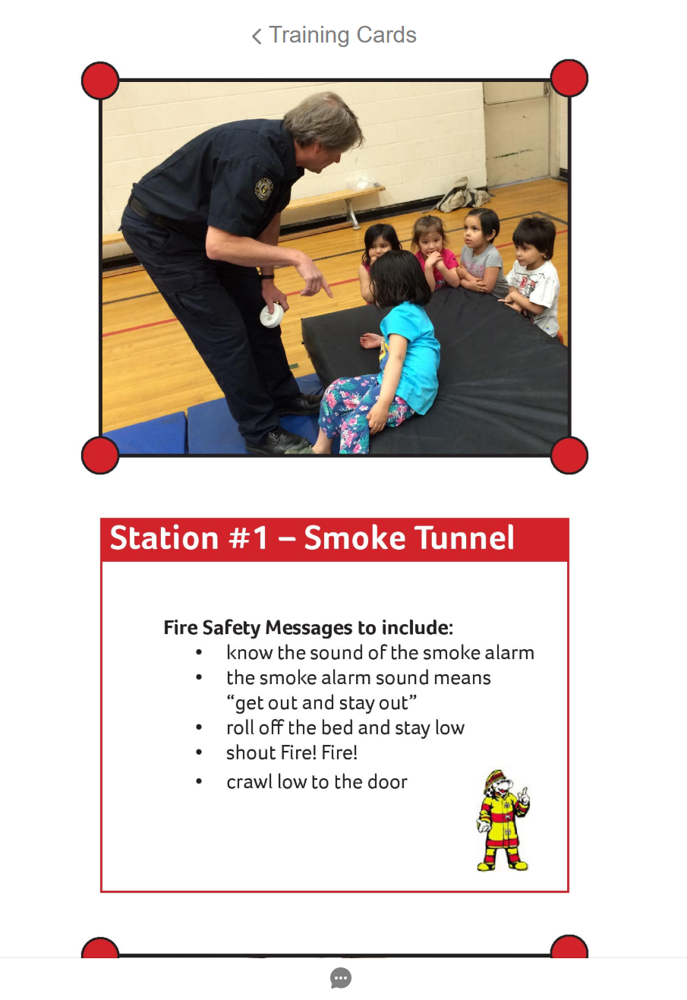 Training Cards
Station #1 – Smoke Tunnel
Fire Safety Messages to include:
• know the sound of the smoke alarm
• the smoke alarm sound means
“get out and stay out”
• roll off the bed and stay low
• shout Fire! Fire!
• crawl low to the door